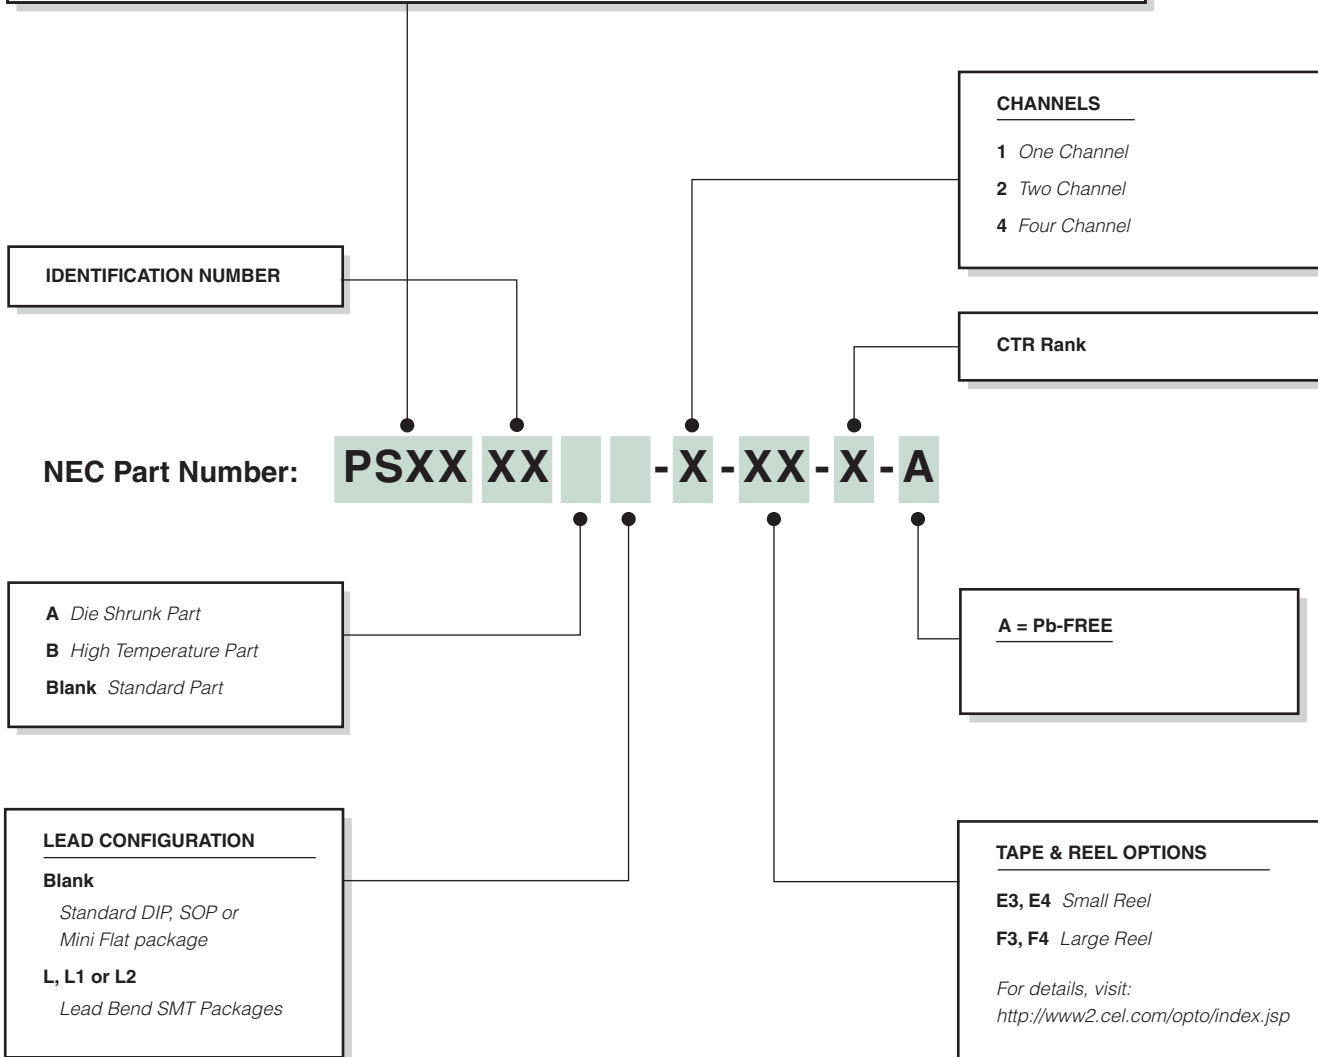 CHANNELS
1 One Channel
2 Two Channel
4 Four Channel
IDENTIFICATION NUMBER
CTR Rank
NEC Part Number: PSXX XX - X - XX - X - A
A Die Shrunk Part
B High Temperature Part
Blank Standard Part
A = Pb-FREE
LEAD CONFIGURATION
Blank
Standard DIP, SOP or
Mini Flat package
L, L1 or L2
Lead Bend SMT Packages
TAPE & REEL OPTIONS
E3, E4 Small Reel
F3, F4 Large Reel
For details, visit:
http://www2.cel.com/opto/index.jsp